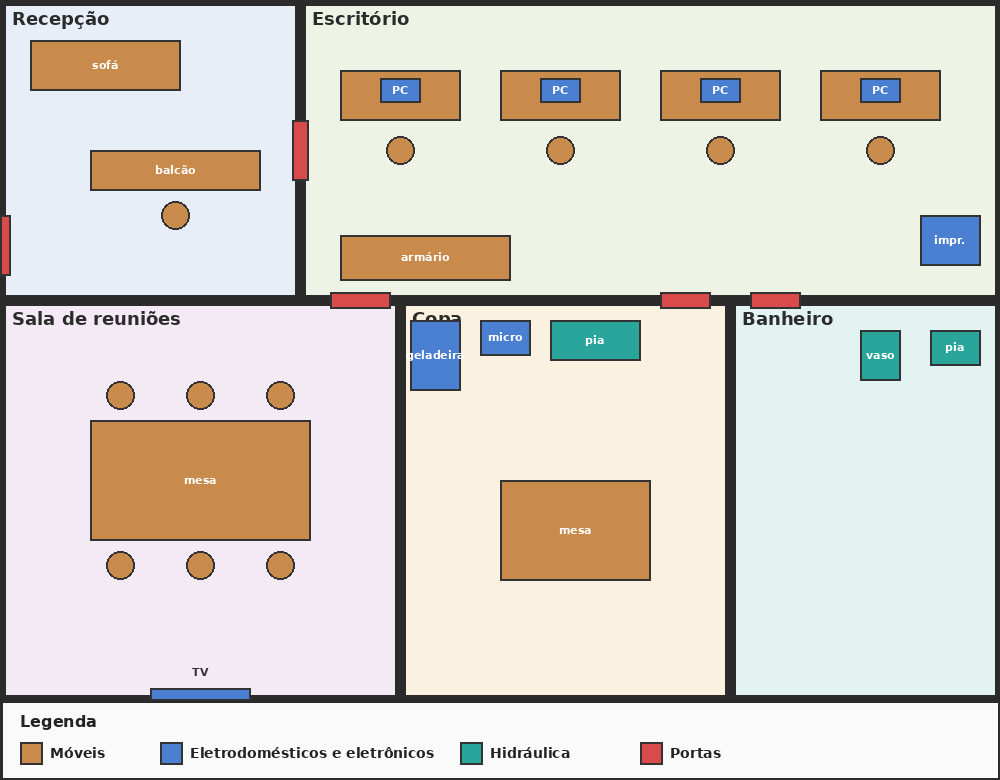 Recepção
Escritório
sofá
PC
PC
PC
PC
balcão
armário
impr.
Sala de reuniões
Copa
Banheiro
geladeira
micro
pia
vaso
pia
mesa
mesa
TV
Legenda
Móveis
Eletrodomésticos e eletrônicos
Hidráulica
Portas